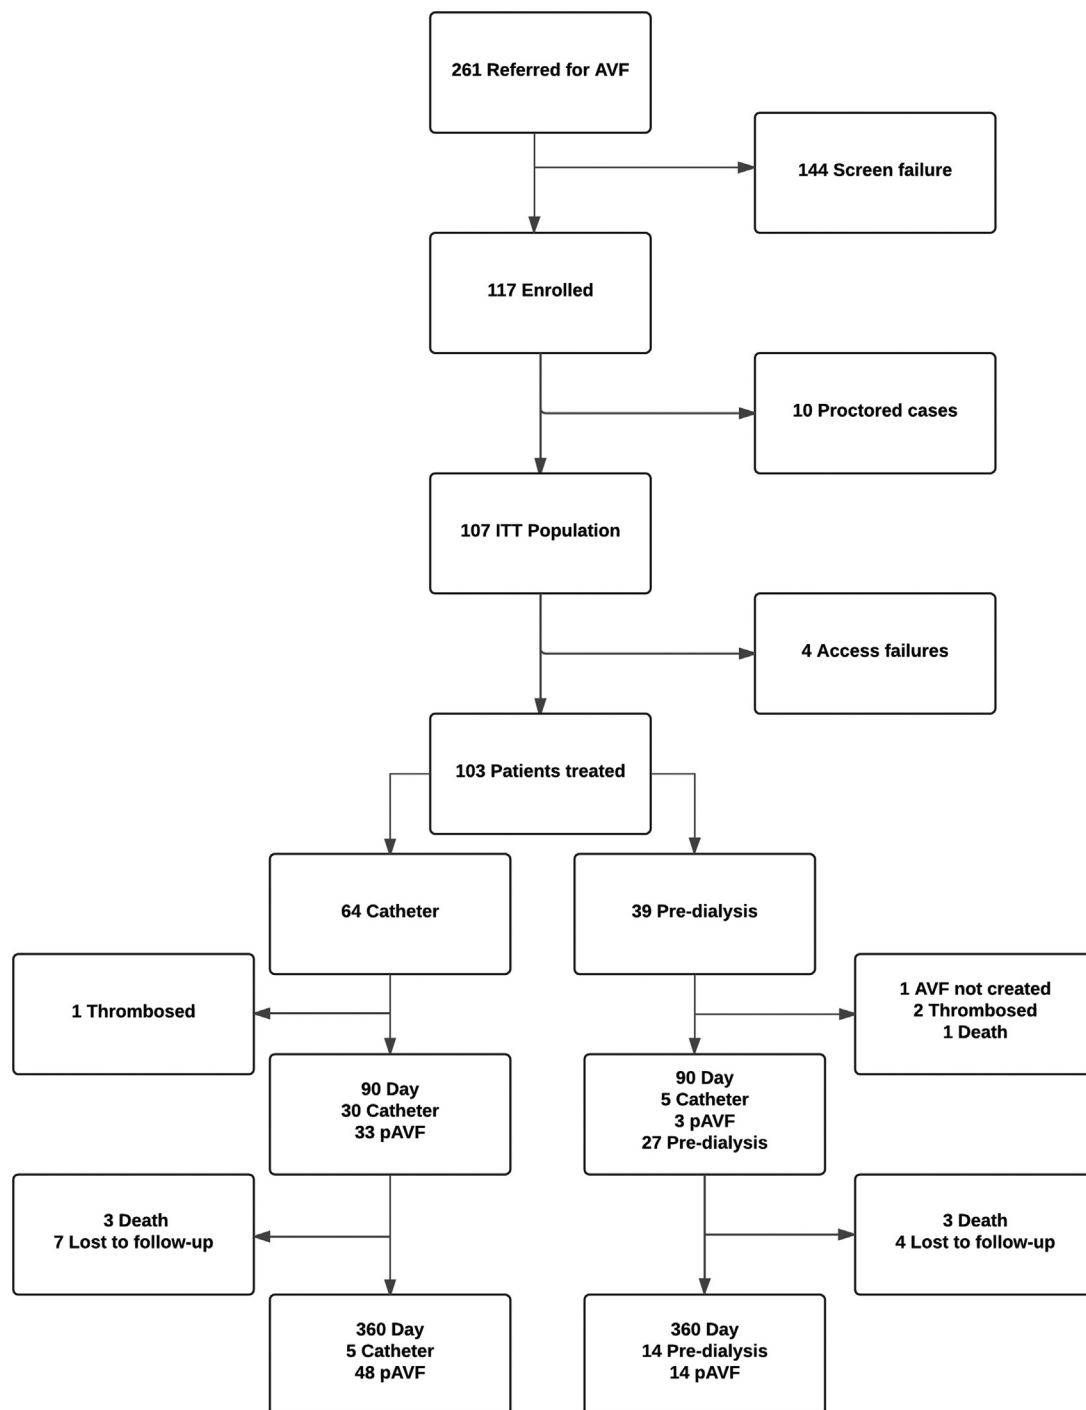 261 Referred for AVF
144 Screen failure
117 Enrolled
10 Proctored cases
107 ITT Population
4 Access failures
103 Patients treated
64 Catheter
39 Pre-dialysis
1 Thrombosed
1 AVF not created
2 Thrombosed
1 Death
90 Day
30 Catheter
33 pAVF
90 Day
5 Catheter
3 pAVF
27 Pre-dialysis
3 Death
7 Lost to follow-up
3 Death
4 Lost to follow-up
360 Day
5 Catheter
48 pAVF
360 Day
14 Pre-dialysis
14 pAVF